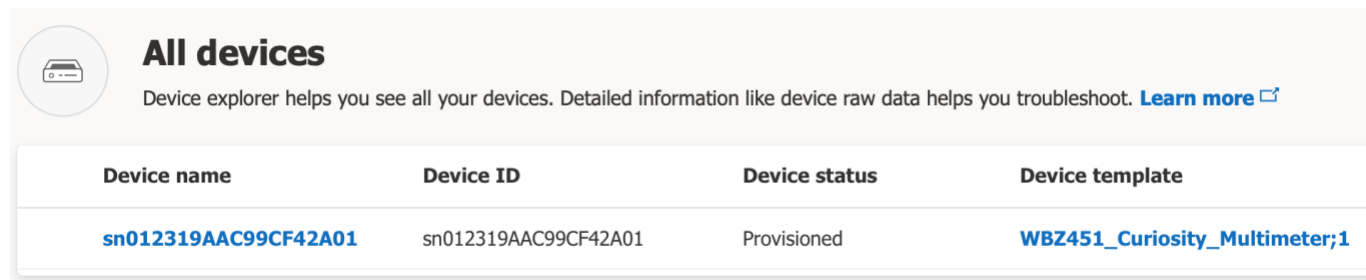 All devices
Device explorer helps you see all your devices. Detailed information like device raw data helps you troubleshoot. Learn more
Device name Device ID Device status Device template
sn012319AAC99CF42A01 sn012319AAC99CF42A01 Provisioned WBZ451_Curiosity_Multimeter;1